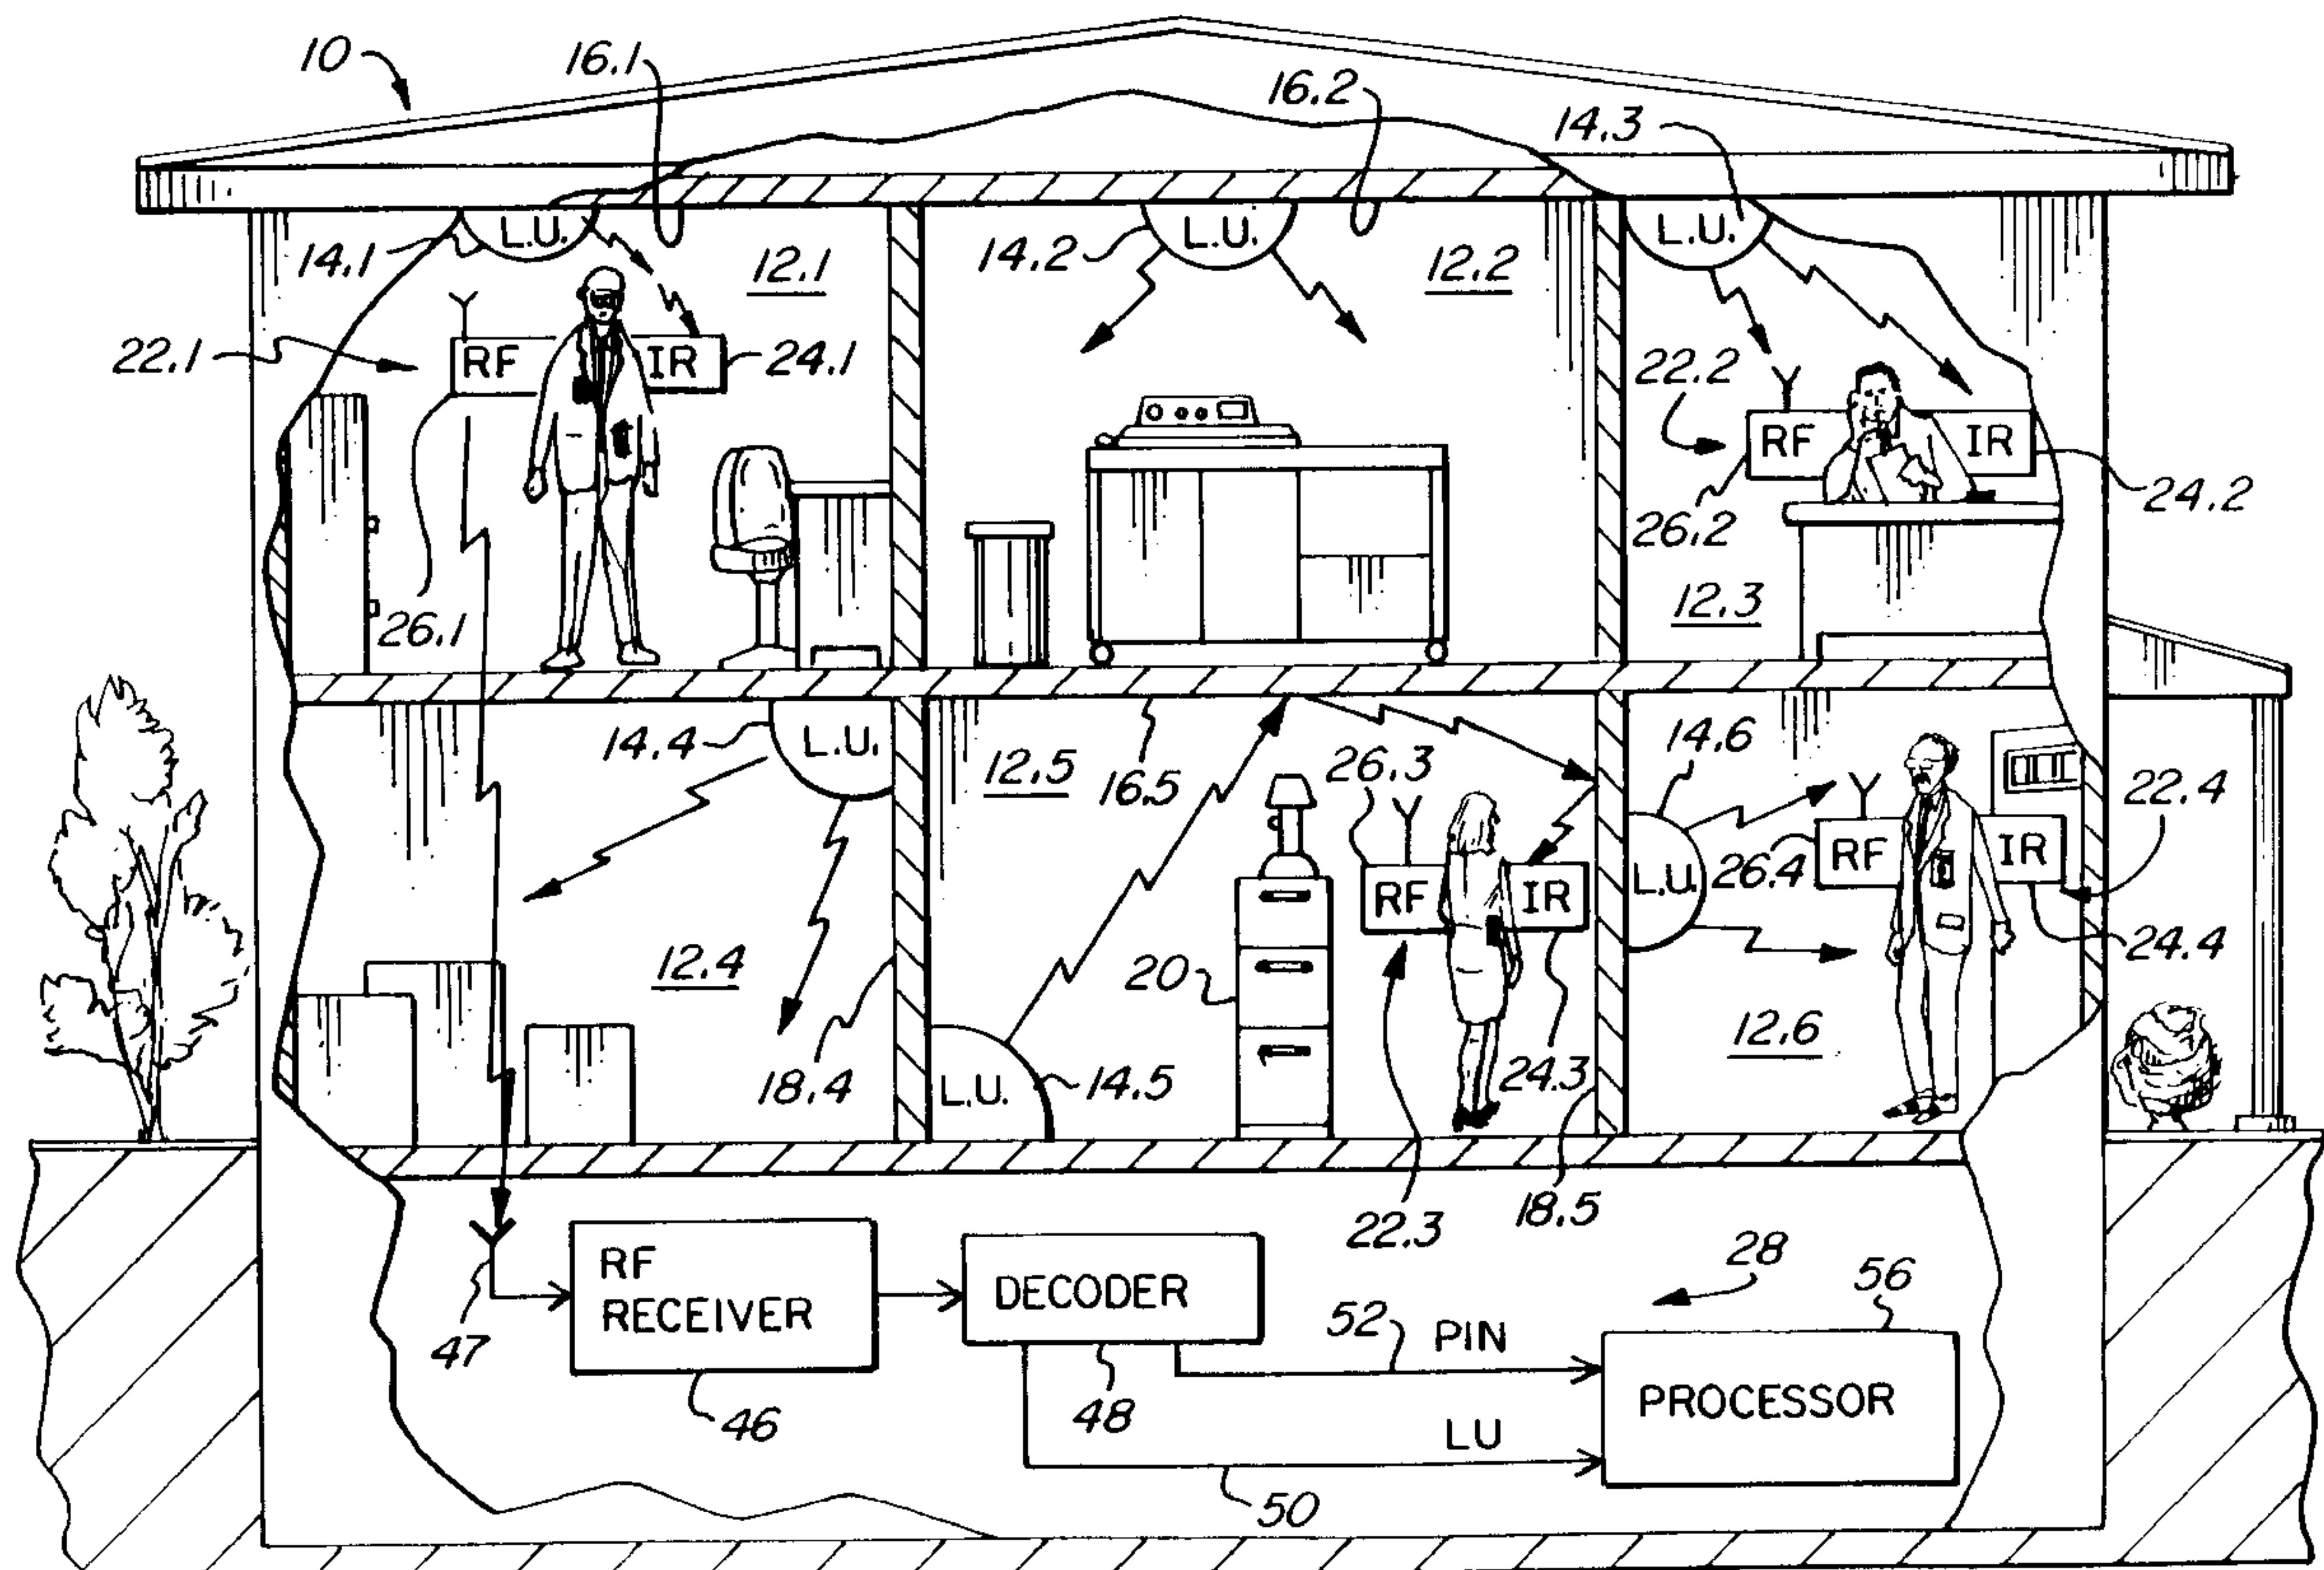 10
16.1
16.2
14.3
L.U.
L.U.
L.U.
14.1
12.1
14.2
12.2
22.1
RF
IR
24.1
22.2
RF
IR
26.2
24.2
26.1
12.3
14.4
L.U.
12.5
16.5
26.3
14.6
22.4
RF
IR
L.U.
26.4
RF
IR
24.4
12.4
20
12.6
18.4
L.U.
14.5
24.3
22.3
18.5
47
RF
RECEIVER
46
DECODER
48
28
56
52
PIN
PROCESSOR
LU
50